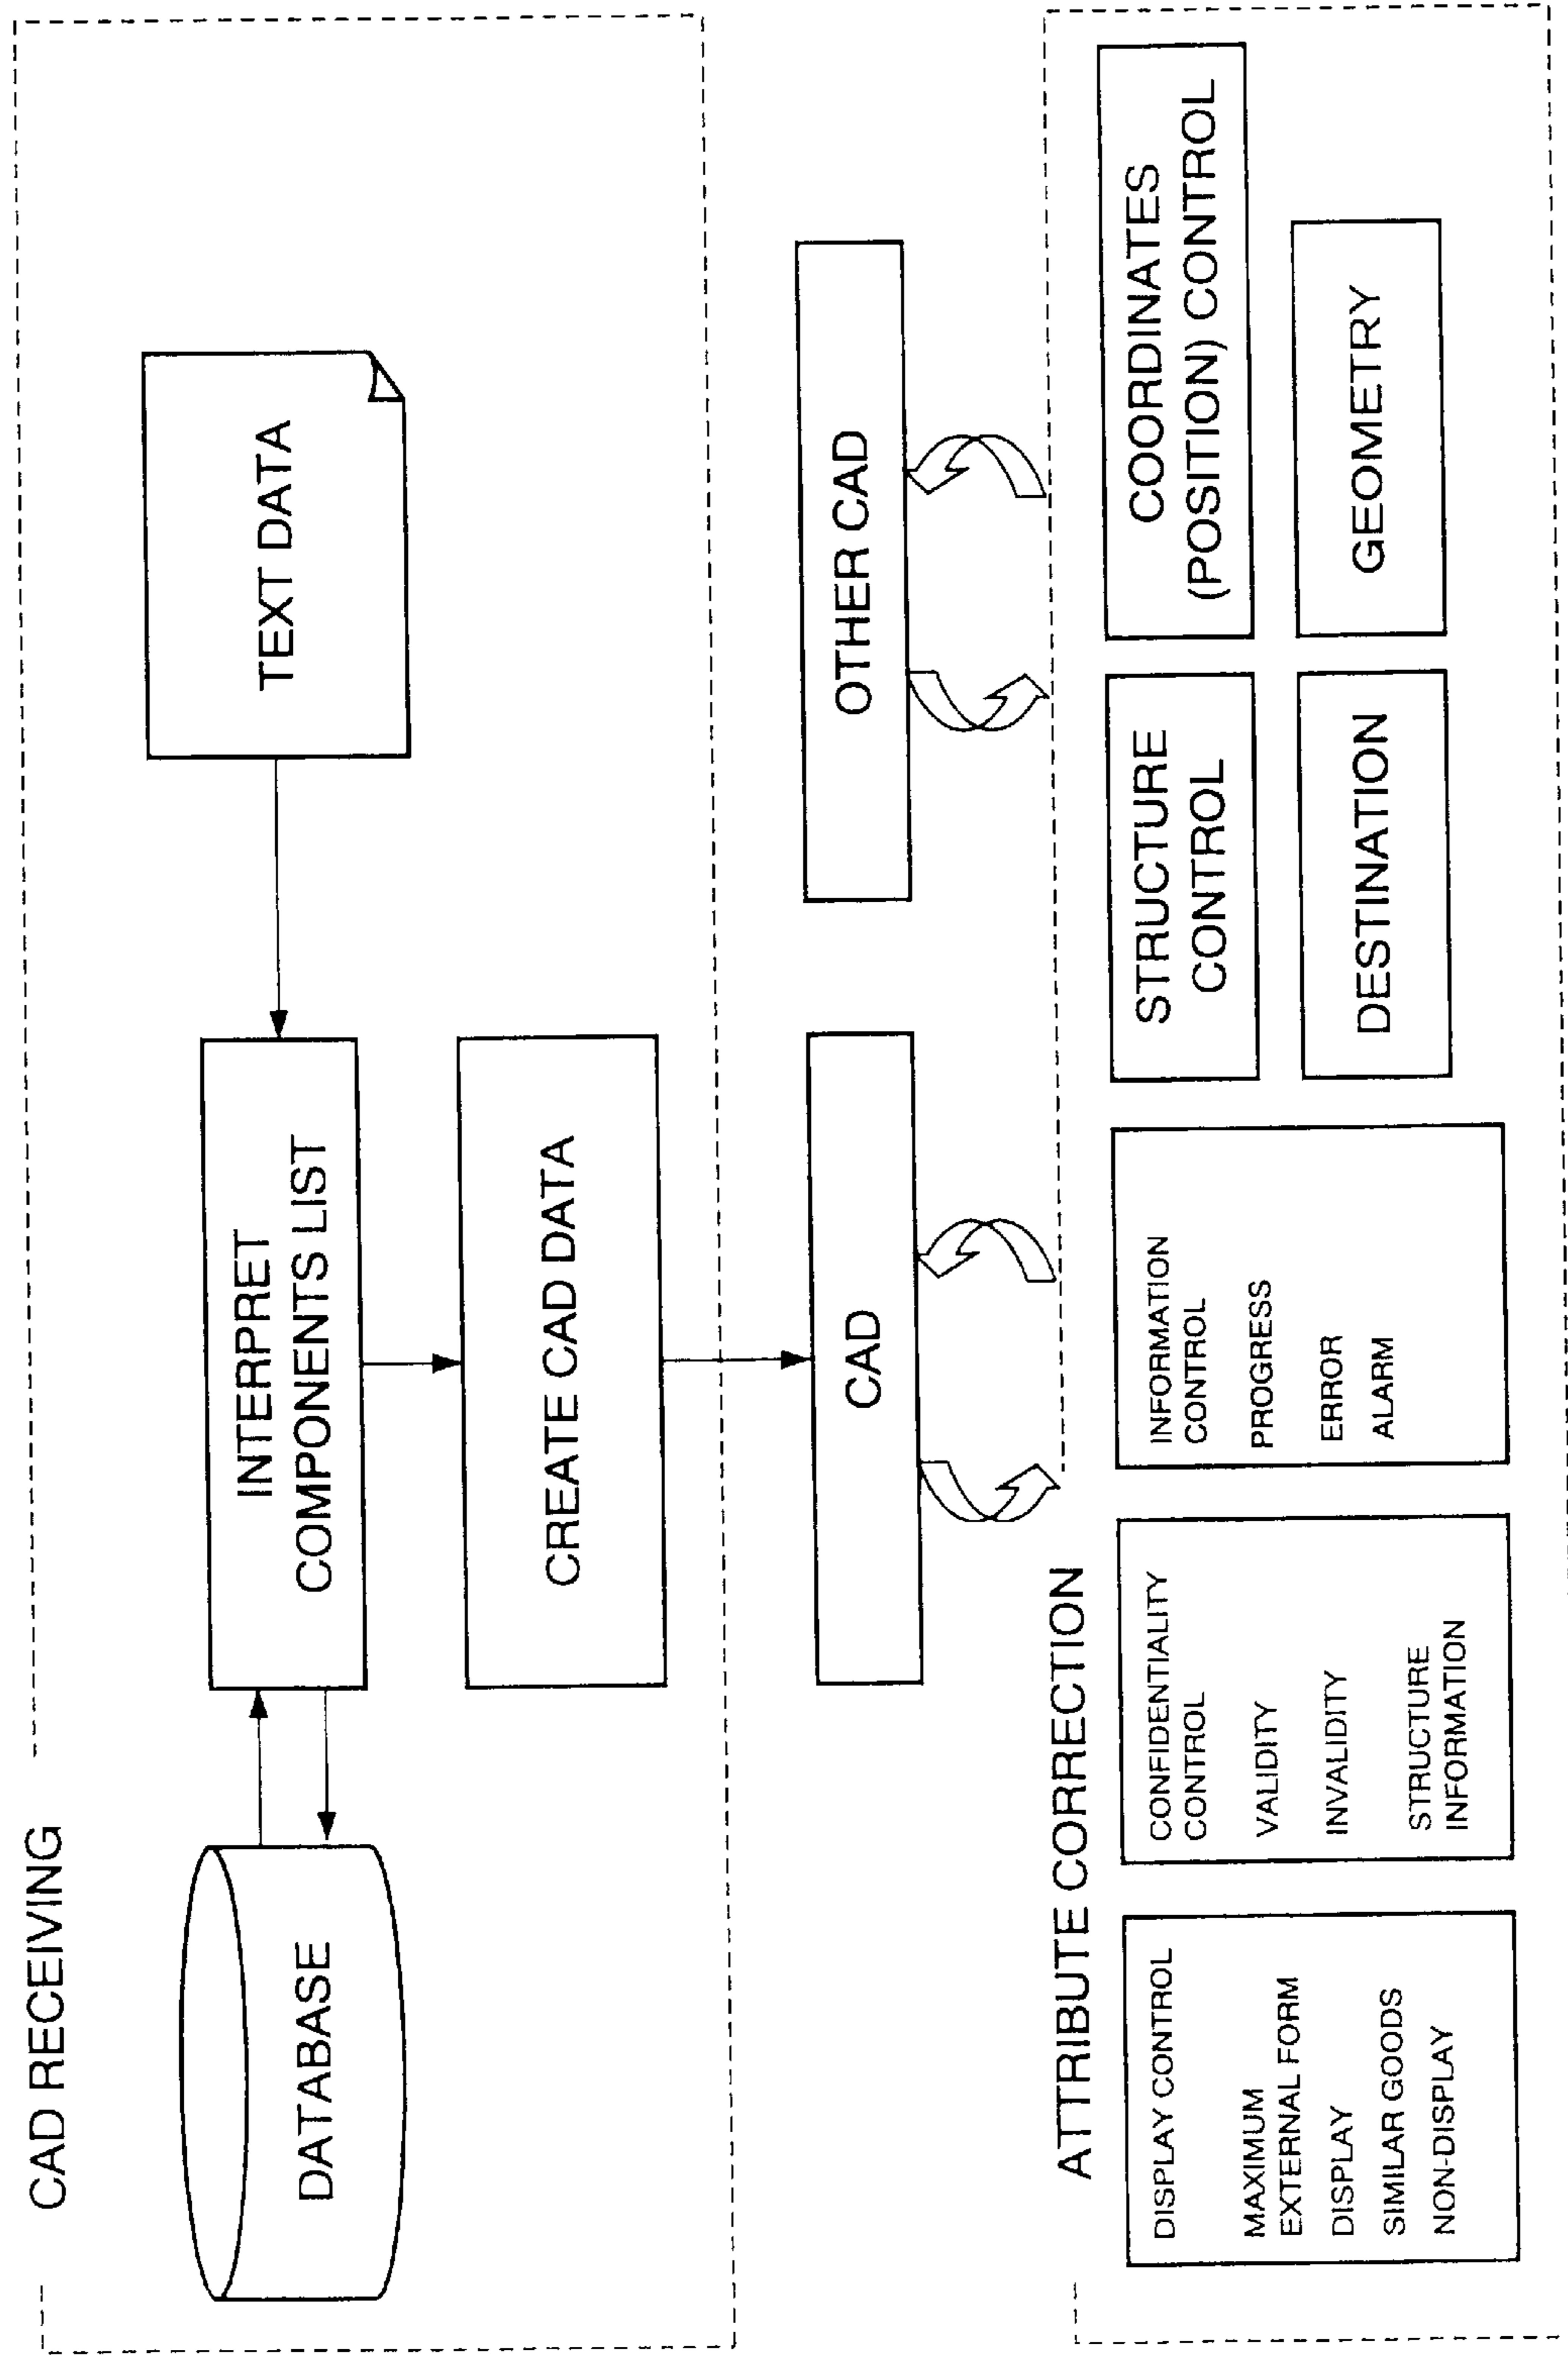 CAD RECEIVING
DATABASE
INTERPRET
COMPONENTS LIST
TEXT DATA
CREATE CAD DATA
CAD
OTHER CAD
ATTRIBUTE CORRECTION
DISPLAY CONTROL
MAXIMUM
EXTERNAL FORM
DISPLAY
SIMILAR GOODS
NON-DISPLAY
CONFIDENTIALITY
CONTROL
VALIDITY
INVALIDITY
STRUCTURE
INFORMATION
INFORMATION
CONTROL
PROGRESS
ERROR
ALARM
STRUCTURE
CONTROL
COORDINATES
(POSITION) CONTROL
DESTINATION
GEOMETRY